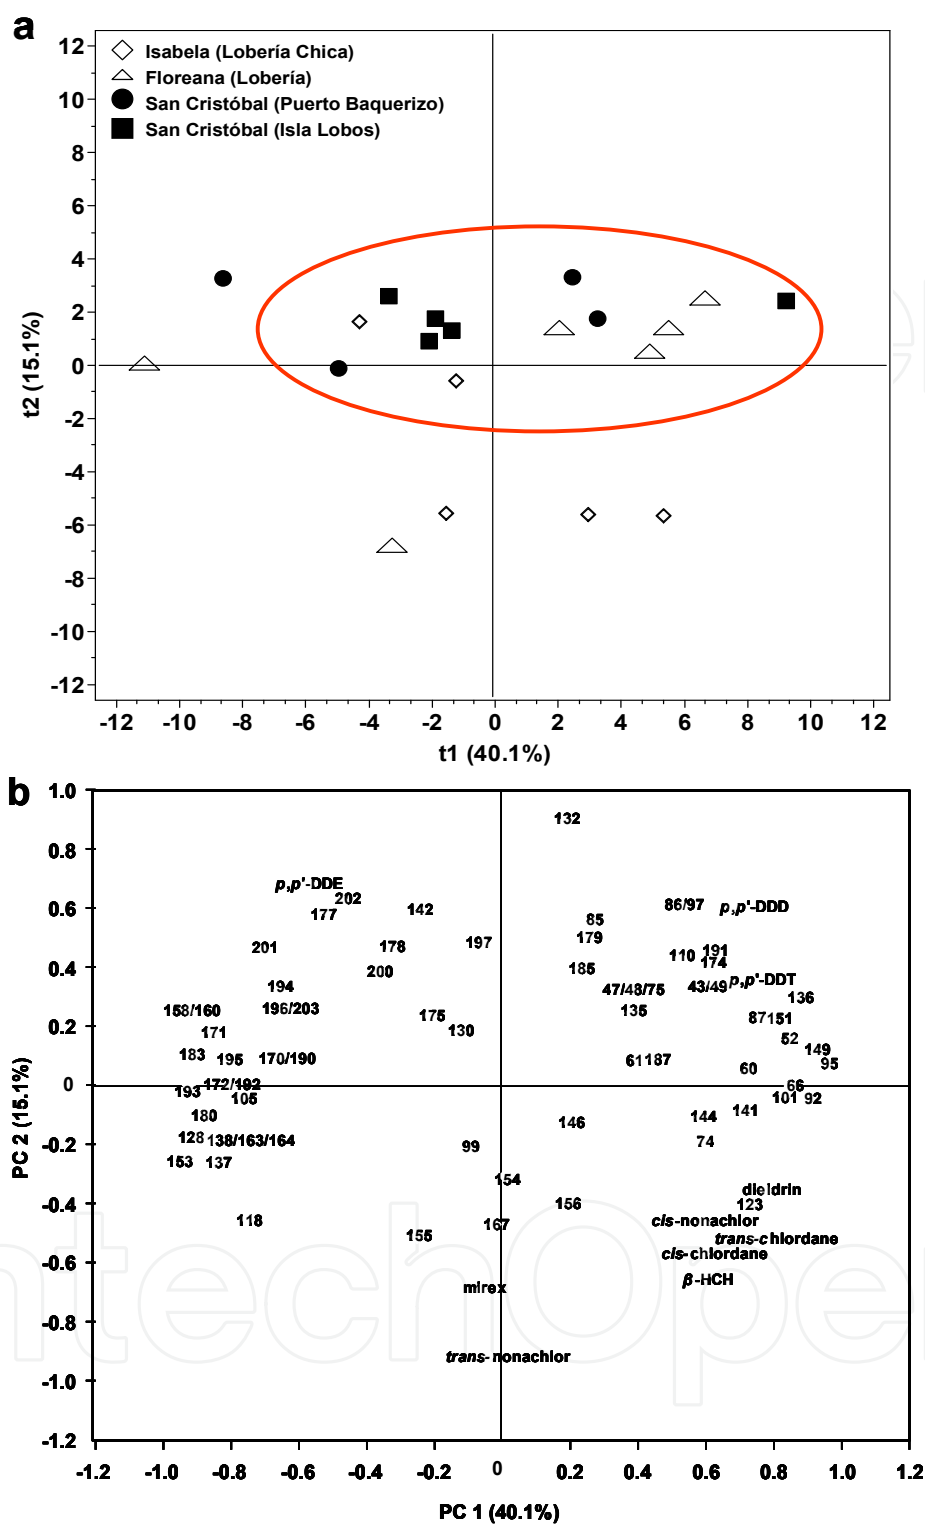 a
Isabela (Lobería Chica)
Floreana (Lobería)
San Cristóbal (Puerto Baquerizo)
San Cristóbal (Isla Lobos)
12
10
8
6
4
2
0
-2
-4
-6
-8
-10
-12
t2 (15.1%)
-12 -10 -8 -6 -4 -2 0 2 4 6 8 10 12
t1 (40.1%)
b
1.0
0.8
0.6
0.4
0.2
0
-0.2
-0.4
-0.6
-0.8
-1.0
-1.2
PC 2 (15.1%)
132
p,p'-DDE
202
177 142 86/97 p,p'-DDD
85
179
201 178 197 110 191
174
200 185
194 47/48/75 43/49 p,p'-DDT
136
158/160 196/203 175 135 87 151
171 130 52
183 195 170/190 61 187 149
95
60
193 172/192 66
105 101 92
180 144 141
128 138/163/164 99 146 74
153 137
154 dieldrin
156 123
118 155 167 cis-nonachlor
trans-chlordane
cis-chlordane
mirex β-HCH
trans-nonachlor
-1.2 -1.0 -0.8 -0.6 -0.4 -0.2 0 0.2 0.4 0.6 0.8 1.0 1.2
PC 1 (40.1%)
ntechOpe